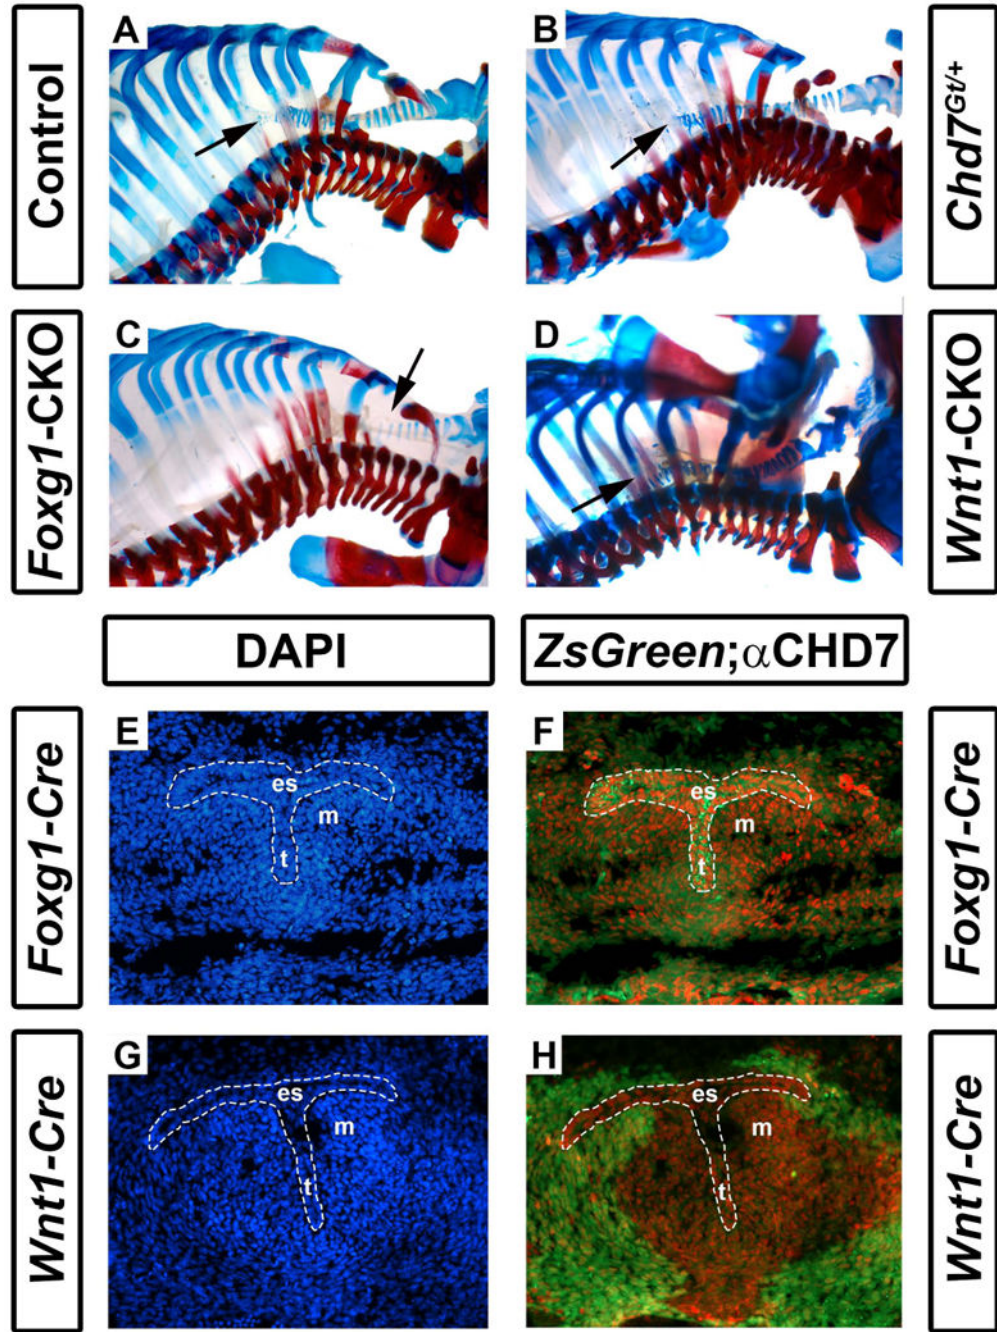 Control
A
B
Chd7Gt/+
Foxg1-CKO
C
D
Wnt1-CKO
DAPI
ZsGreen;αCHD7
Foxg1-Cre
E
es
m
t
F
es
m
t
Foxg1-Cre
Wnt1-Cre
G
es
m
t
H
es
m
t
Wnt1-Cre